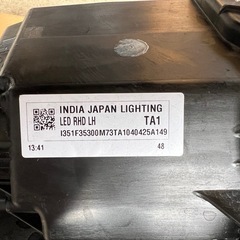 INDIA JAPAN LIGHTING
LED RHD LH TA1
I351F35300M73TA1040425A149
13:41 48